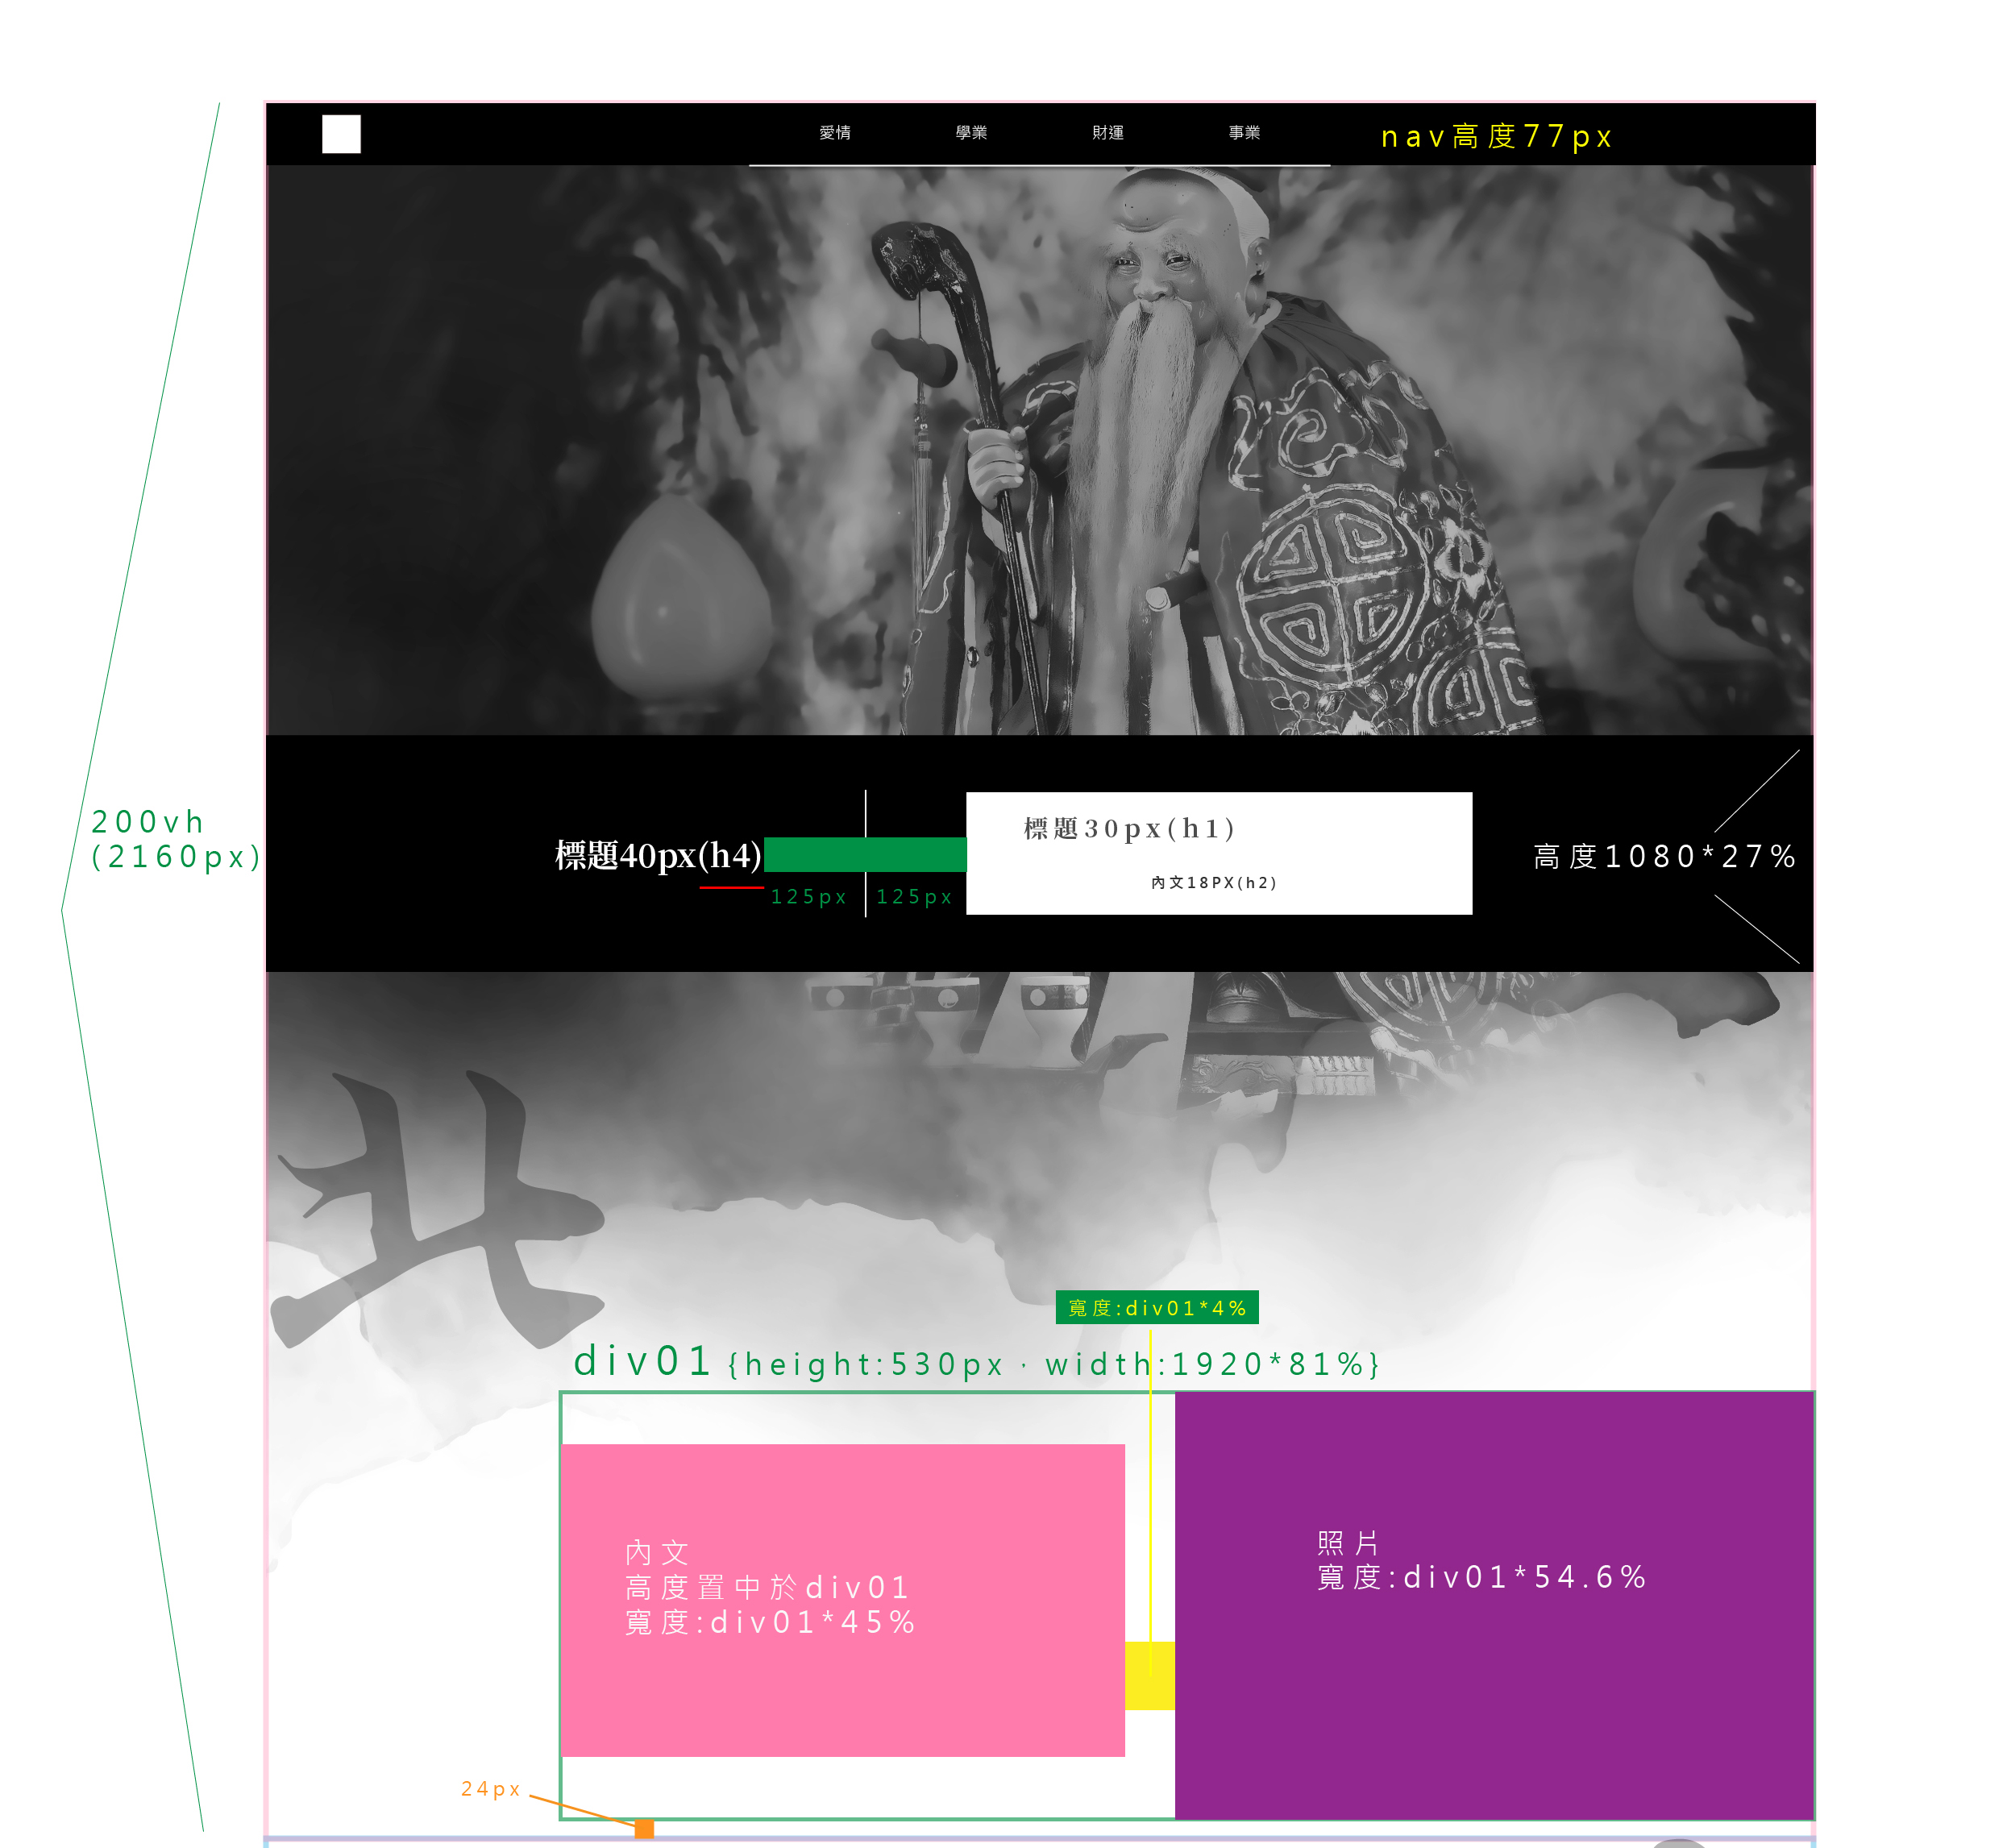 愛情 學業 財運 事業
nav高度77px
200vh
(2160px)
標題40px(h4)
125px 125px
標題30px(h1)
內文18PX(h2)
高度1080*27%
北
寬度:div01*4%
div01 {height:530px，width:1920*81%}
內文
高度置中於div01
寬度:div01*45%
照片
寬度:div01*54.6%
24px